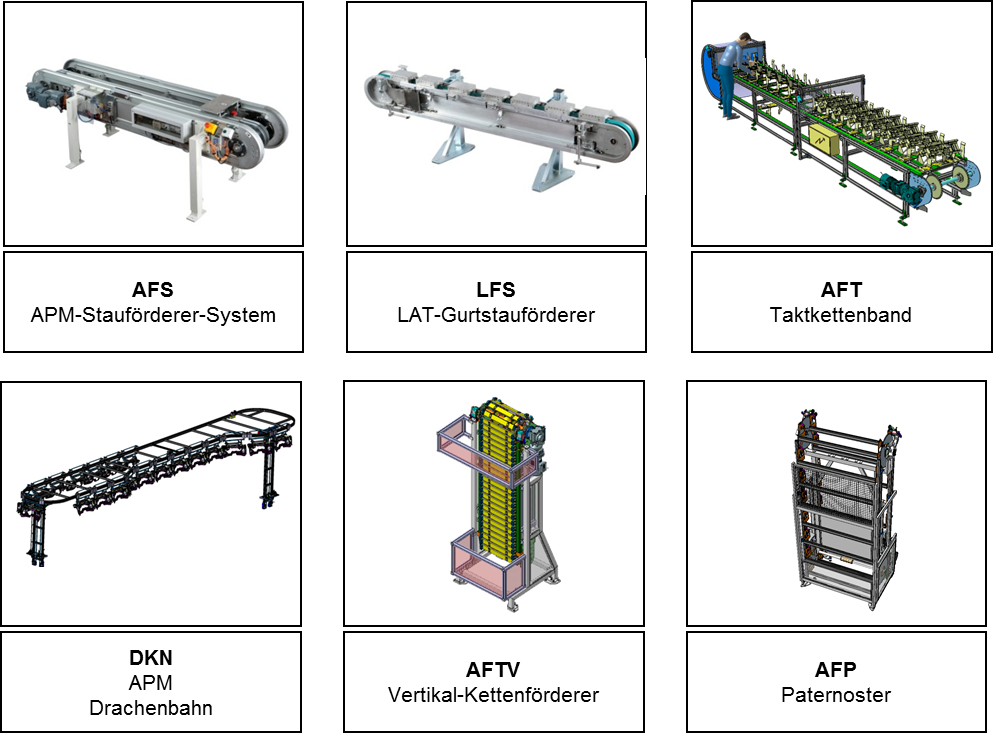 AFS
APM-Stauförderer-System
LFS
LAT-Gurtstauförderer
AFT
Taktkettenband
DKN
APM
Drachenbahn
AFTV
Vertikal-Kettenförderer
AFP
Paternoster